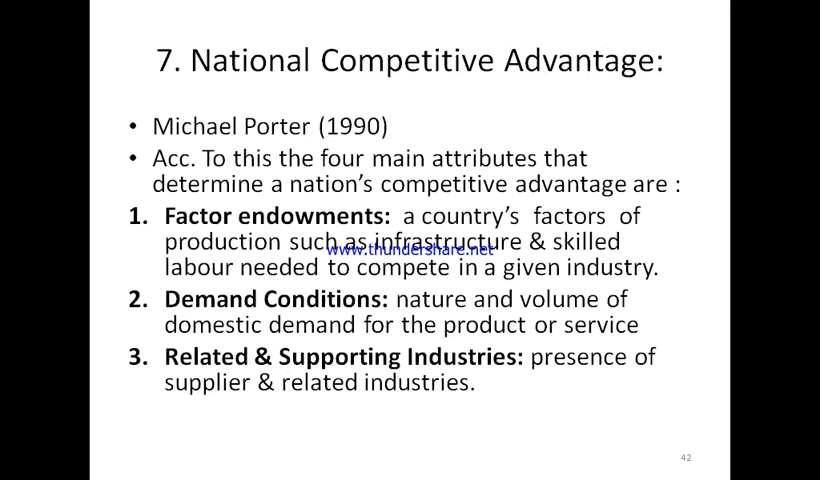 7. National Competitive Advantage:
• Michael Porter (1990)
• Acc. To this the four main attributes that
determine a nation's competitive advantage are :
1. Factor endowments: a country's factors of
production such as infrastructure & skilled
www.thundershare.net
labour needed to compete in a given industry.
2. Demand Conditions: nature and volume of
domestic demand for the product or service
3. Related & Supporting Industries: presence of
supplier & related industries.
42